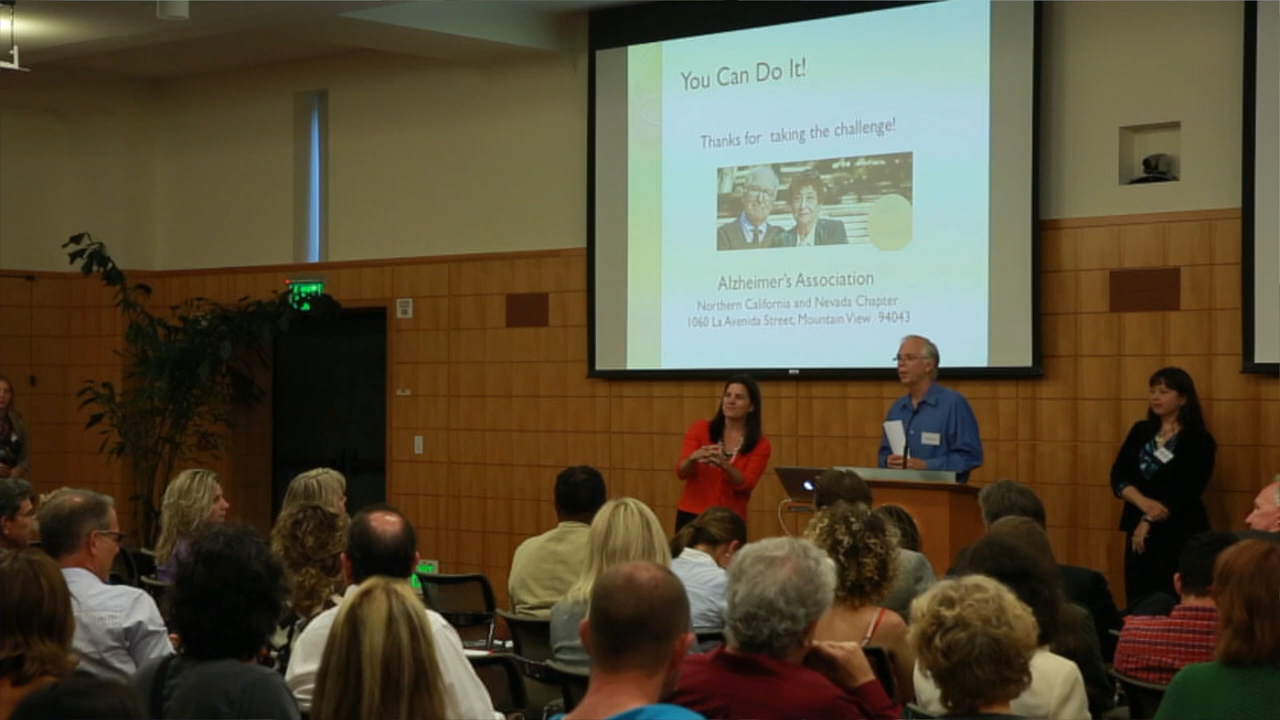 You Can Do It!
Thanks for taking the challenge!
Alzheimer's Association
Northern California and Nevada Chapter
1060 La Avenida Street, Mountain View 94043